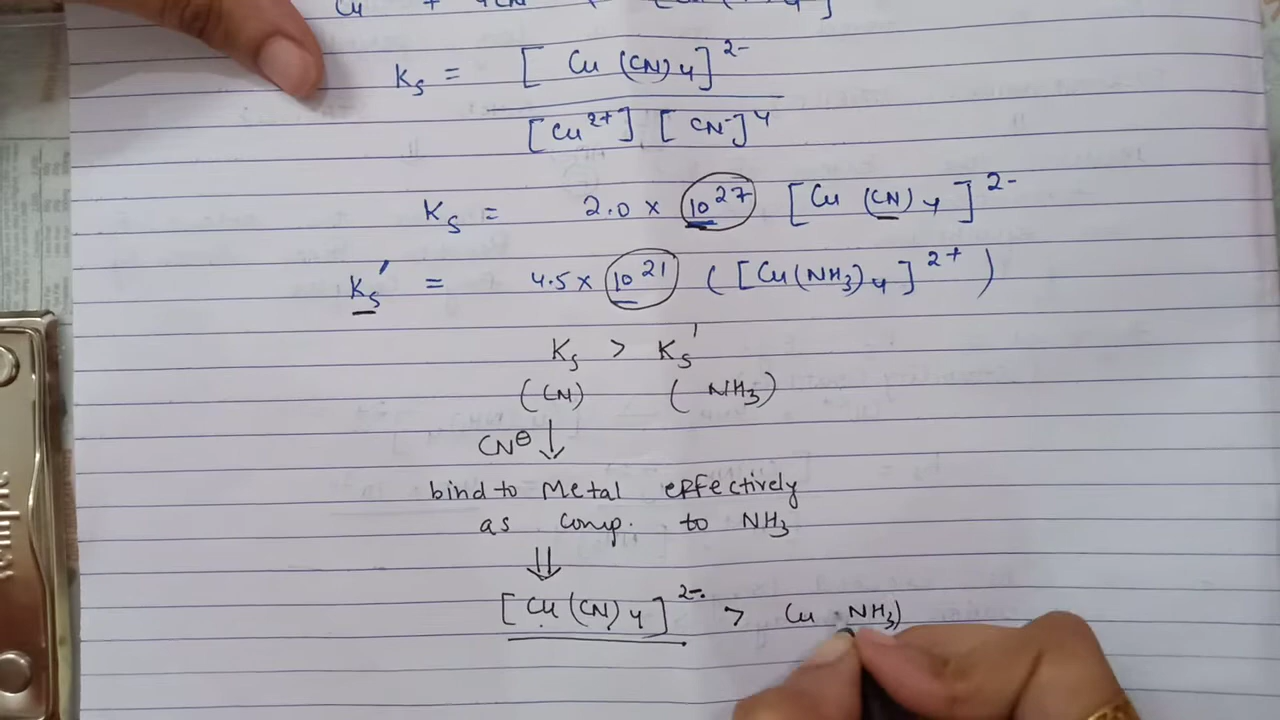 Ks = [Cu(CN)4]2-
[Cu2+] [CN-]4
Ks = 2.0 × 10^27 [Cu(CN)4]2-
Ks' = 4.5 × 10^21 ([Cu(NH3)4]2+)
Ks > Ks'
(CN) (NH3)
CN⊖ ↓
bind to Metal effectively
as comp. to NH3
⇓
[Cu(CN)4]2- > Cu NH3)